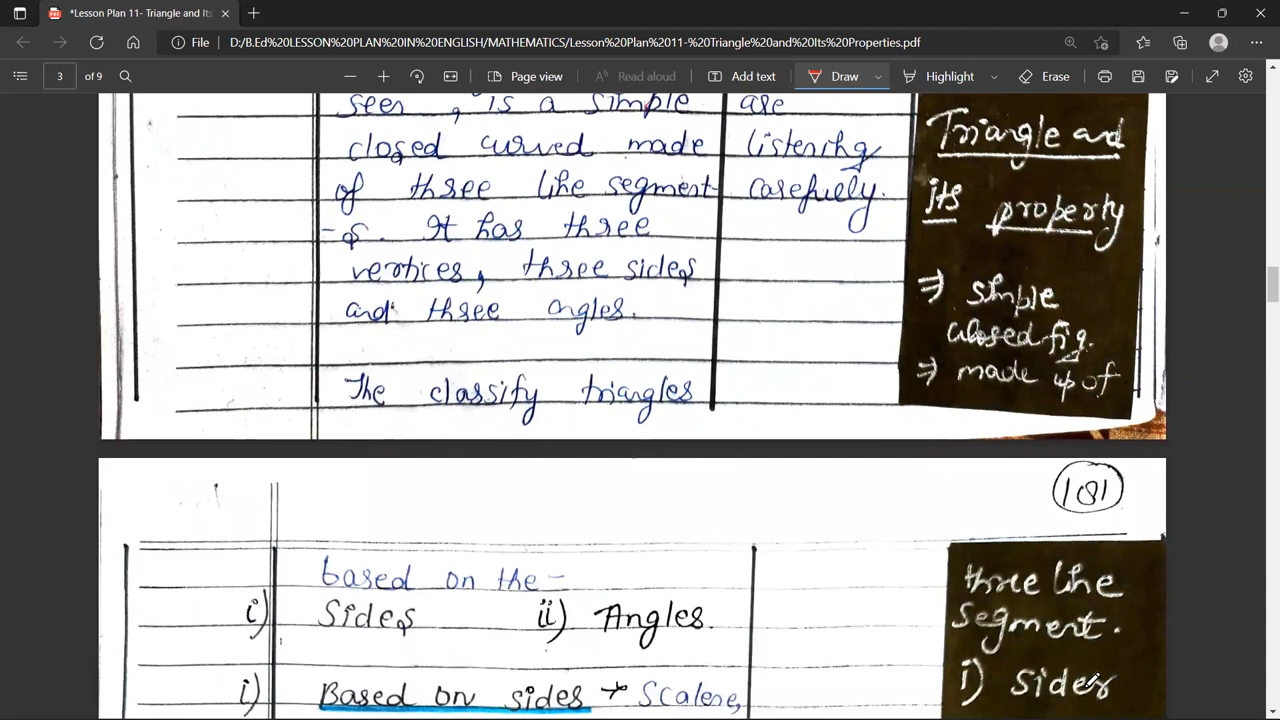 *Lesson Plan 11- Triangle and Its
File
D:/B.Ed%20LESSON%20PLAN%20IN%20ENGLISH/MATHEMATICS/Lesson%20Plan%2011-%20Triangle%20and%20Its%20Properties.pdf
3 of 9
Page view
Read aloud
Add text
Draw
Highlight
Erase
seen, is a simple
closed curved made
of three line segment
-s. It has three
vertices, three sides
and three angles.
The classify triangles
are
listening
carefully.
Triangle and
its property
⇒ simple
closed fig.
⇒ made up of
181
based on the -
i) Sides ii) Angles.
i) Based on sides → Scalene,
three line
segment.
i) Sides